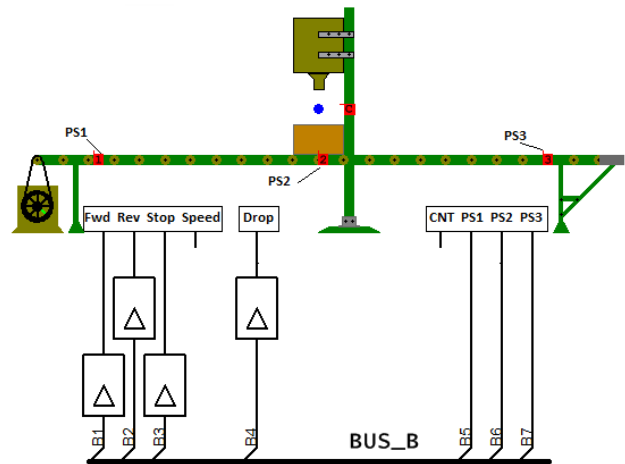 PS1
PS2
PS3
1
2
3
C
Fwd Rev Stop Speed
Drop
CNT PS1 PS2 PS3
B1
B2
B3
B4
B5
B6
B7
BUS_B